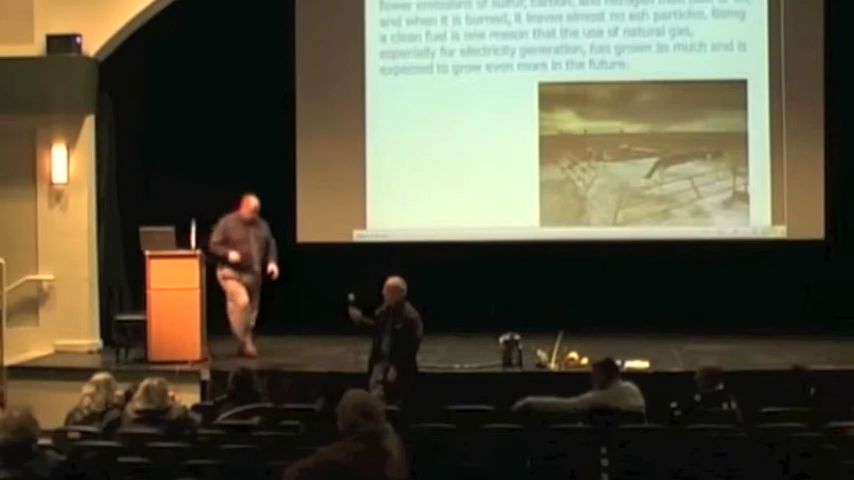 fewer emissions of sulfur, carbon, and nitrogen than coal or oil,
and when it is burned, it leaves almost no ash particles. Being
a clean fuel is one reason that the use of natural gas,
especially for electricity generation, has grown so much and is
expected to grow even more in the future.